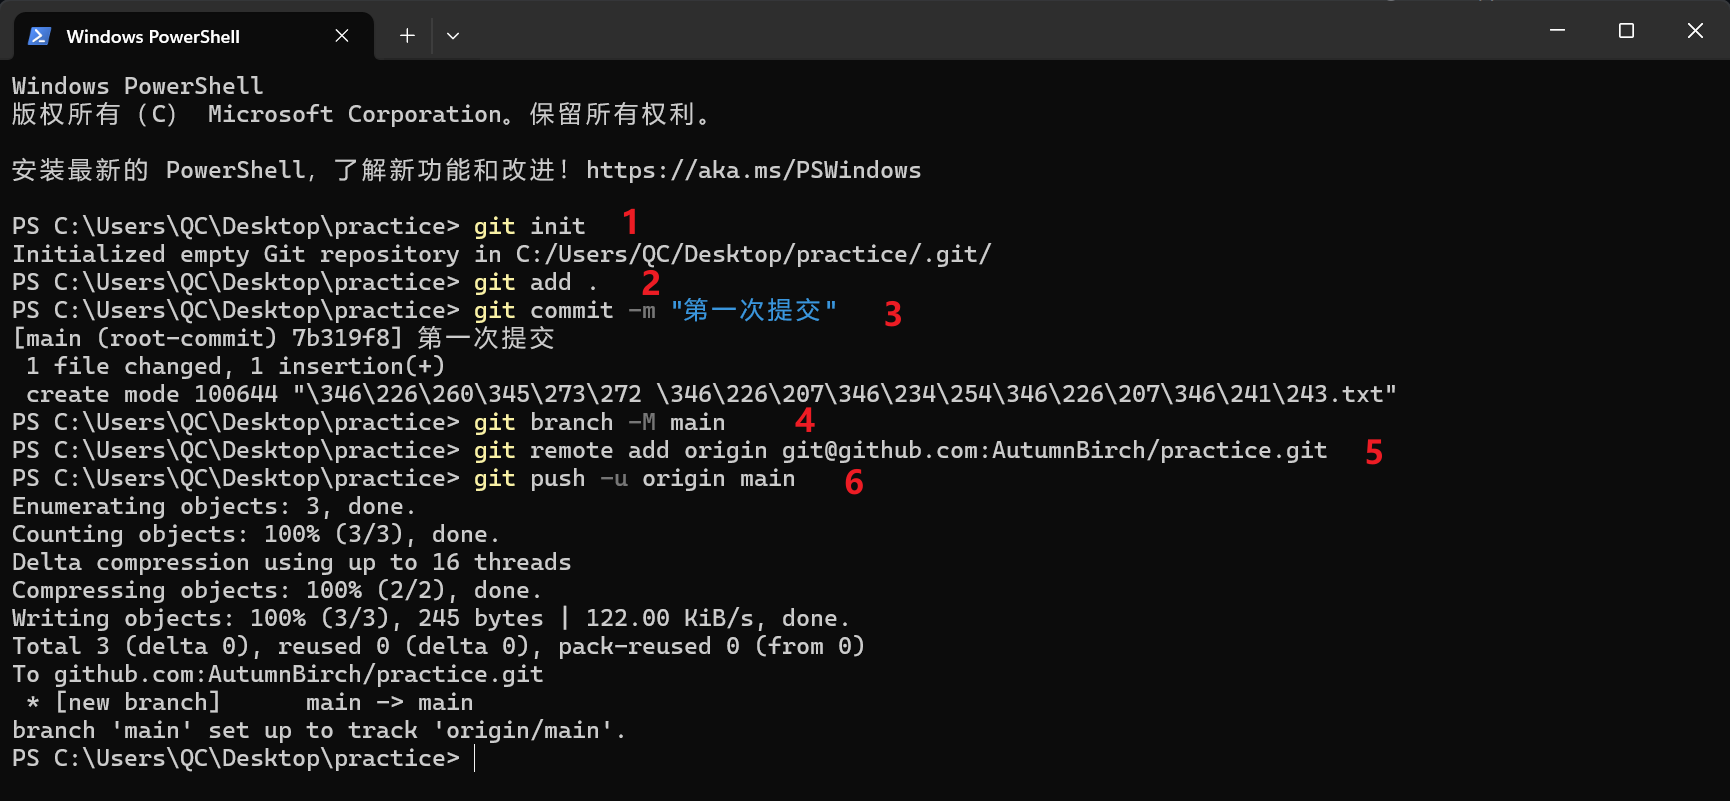 Windows PowerShell
Windows PowerShell
版权所有 (C) Microsoft Corporation。保留所有权利。
安装最新的 PowerShell，了解新功能和改进！https://aka.ms/PSWindows
PS C:\Users\QC\Desktop\practice> git init 1
Initialized empty Git repository in C:/Users/QC/Desktop/practice/.git/
PS C:\Users\QC\Desktop\practice> git add . 2
PS C:\Users\QC\Desktop\practice> git commit -m "第一次提交" 3
[main (root-commit) 7b319f8] 第一次提交
1 file changed, 1 insertion(+)
create mode 100644 "\346\226\260\345\273\272 \346\226\207\346\234\254\346\226\207\346\241\243.txt"
PS C:\Users\QC\Desktop\practice> git branch -M main 4
PS C:\Users\QC\Desktop\practice> git remote add origin git@github.com:AutumnBirch/practice.git 5
PS C:\Users\QC\Desktop\practice> git push -u origin main 6
Enumerating objects: 3, done.
Counting objects: 100% (3/3), done.
Delta compression using up to 16 threads
Compressing objects: 100% (2/2), done.
Writing objects: 100% (3/3), 245 bytes | 122.00 KiB/s, done.
Total 3 (delta 0), reused 0 (delta 0), pack-reused 0 (from 0)
To github.com:AutumnBirch/practice.git
* [new branch] main -> main
branch 'main' set up to track 'origin/main'.
PS C:\Users\QC\Desktop\practice>